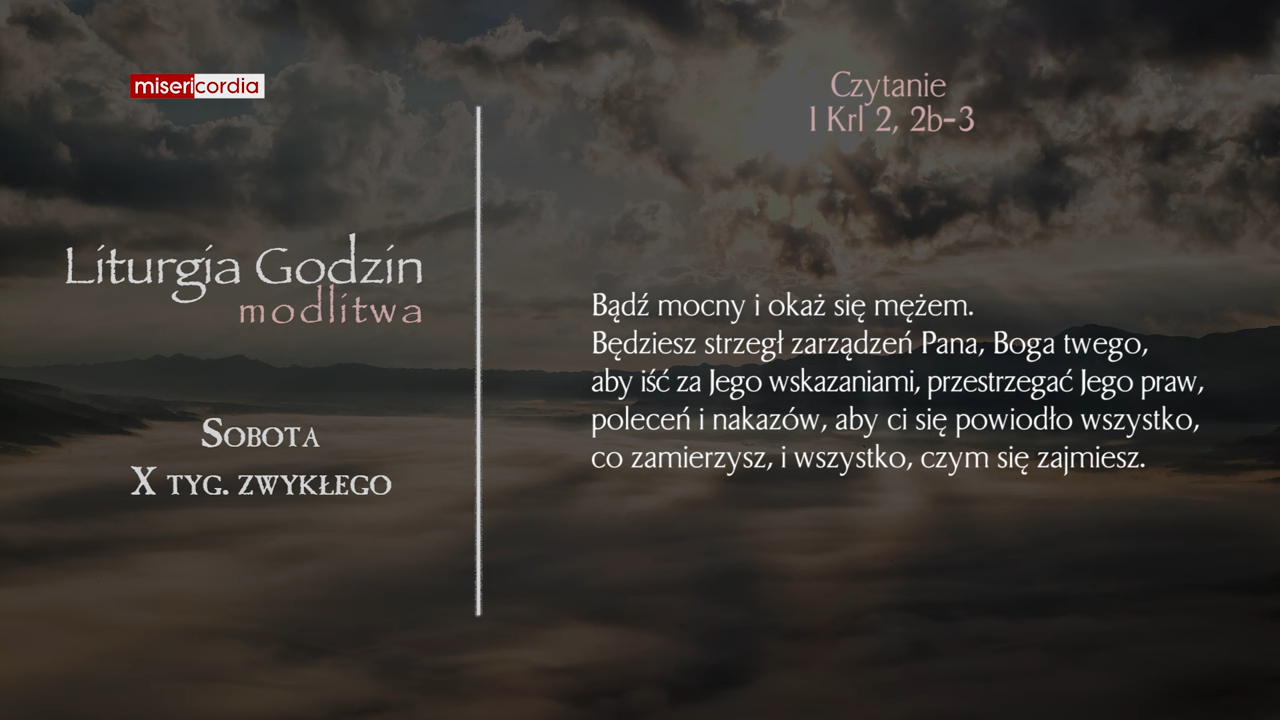 misericordia
Liturgia Godzin
modlitwa
Sobota
X tyg. zwykłego
Czytanie
1 Krl 2, 2b-3
Bądź mocny i okaż się mężem.
Będziesz strzegł zarządzeń Pana, Boga twego,
aby iść za Jego wskazaniami, przestrzegać Jego praw,
poleceń i nakazów, aby ci się powiodło wszystko,
co zamierzysz, i wszystko, czym się zajmiesz.